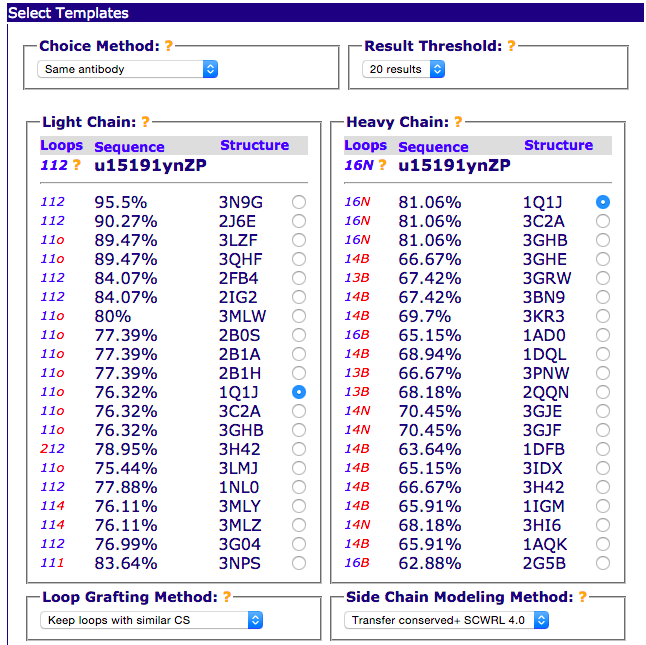 Select Templates
Choice Method: ?
Same antibody
Result Threshold: ?
20 results
Light Chain: ?
Loops Sequence Structure
112 ? u15191ynZP
112 95.5% 3N9G
112 90.27% 2J6E
11o 89.47% 3LZF
11o 89.47% 3QHF
112 84.07% 2FB4
112 84.07% 2IG2
11o 80% 3MLW
11o 77.39% 2B0S
11o 77.39% 2B1A
11o 77.39% 2B1H
11o 76.32% 1Q1J
11o 76.32% 3C2A
11o 76.32% 3GHB
212 78.95% 3H42
11o 75.44% 3LMJ
112 77.88% 1NL0
114 76.11% 3MLY
114 76.11% 3MLZ
112 76.99% 3G04
111 83.64% 3NPS
Heavy Chain: ?
Loops Sequence Structure
16N ? u15191ynZP
16N 81.06% 1Q1J
16N 81.06% 3C2A
16N 81.06% 3GHB
14B 66.67% 3GHE
13B 67.42% 3GRW
14B 67.42% 3BN9
14B 69.7% 3KR3
16B 65.15% 1AD0
14B 68.94% 1DQL
13B 66.67% 3PNW
13B 68.18% 2QQN
14N 70.45% 3GJE
14N 70.45% 3GJF
14B 63.64% 1DFB
14B 65.15% 3IDX
14B 66.67% 3H42
14B 65.91% 1IGM
14N 68.18% 3HI6
14B 65.91% 1AQK
16B 62.88% 2G5B
Loop Grafting Method: ?
Keep loops with similar CS
Side Chain Modeling Method: ?
Transfer conserved+ SCWRL 4.0